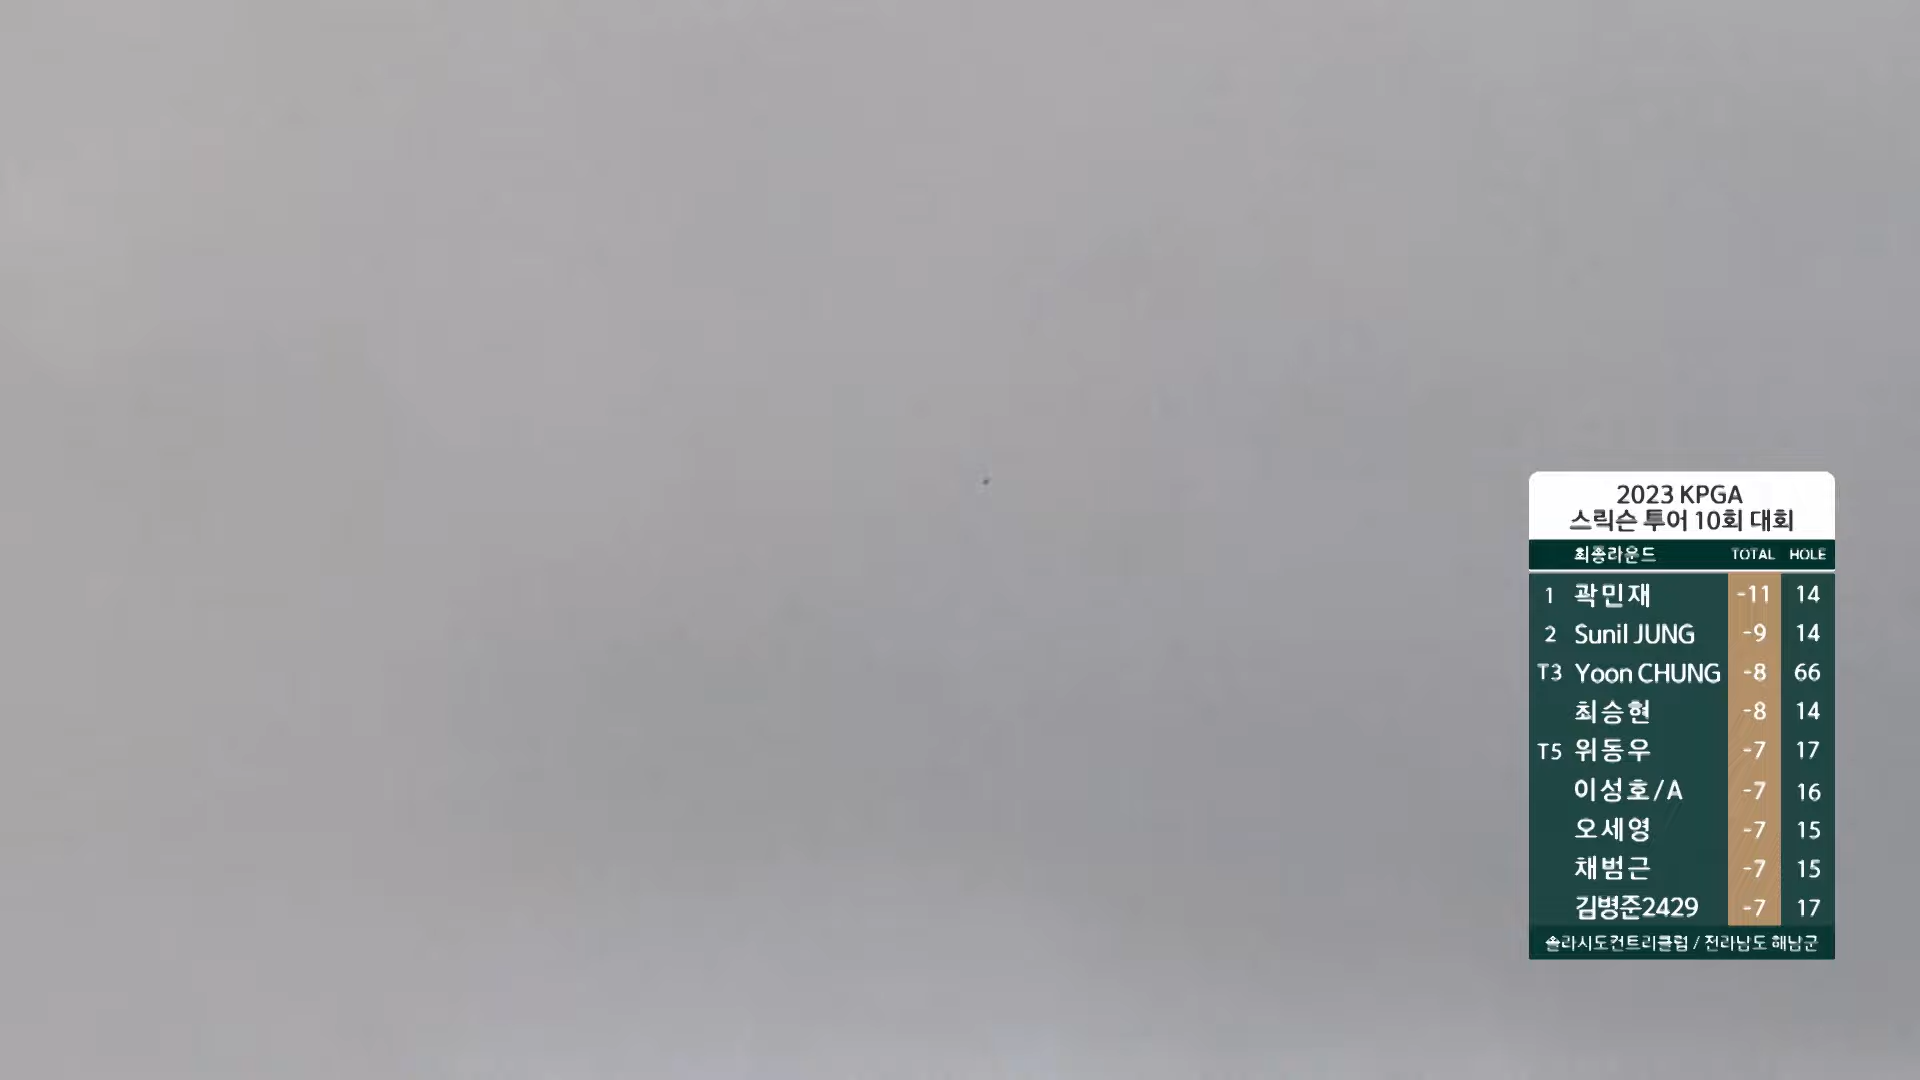 2023 KPGA
스릭슨 투어 10회 대회
최종라운드 TOTAL HOLE
1 곽민재 -11 14
2 Sunil JUNG -9 14
T3 Yoon CHUNG -8 66
최승현 -8 14
T5 위동우 -7 17
이성호/A -7 16
오세영 -7 15
채범근 -7 15
김병준2429 -7 17
솔라시도컨트리클럽 / 전라남도 해남군